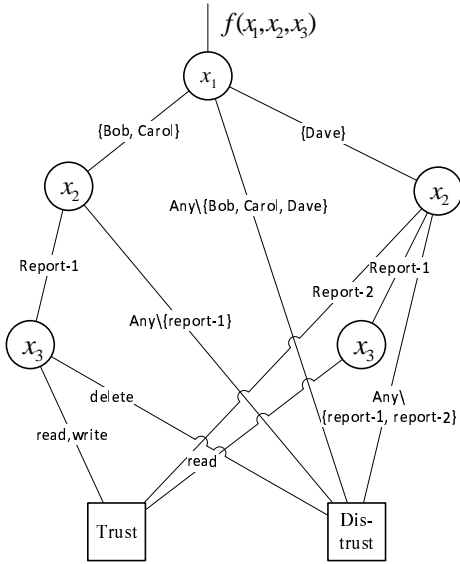 f(x₁,x₂,x₃)
x₁
{Bob, Carol}
{Dave}
x₂
x₂
Any\{Bob, Carol, Dave}
Report-1
Report-1
Report-2
Any\{report-1}
x₃
x₃
delete
Any\
{report-1, report-2}
read,write
read
Trust
Dis-
trust